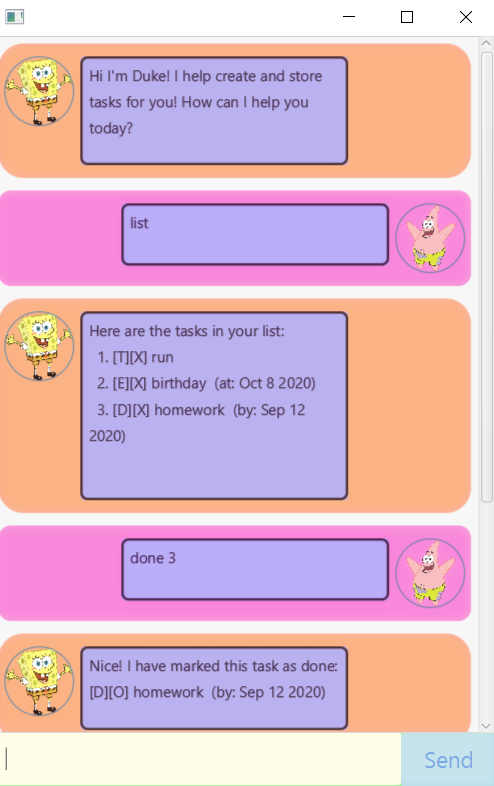 Hi I'm Duke! I help create and store
tasks for you! How can I help you
today?
list
Here are the tasks in your list:
1. [T][X] run
2. [E][X] birthday  (at: Oct 8 2020)
3. [D][X] homework  (by: Sep 12
2020)
done 3
Nice! I have marked this task as done:
[D][O] homework  (by: Sep 12 2020)
Send